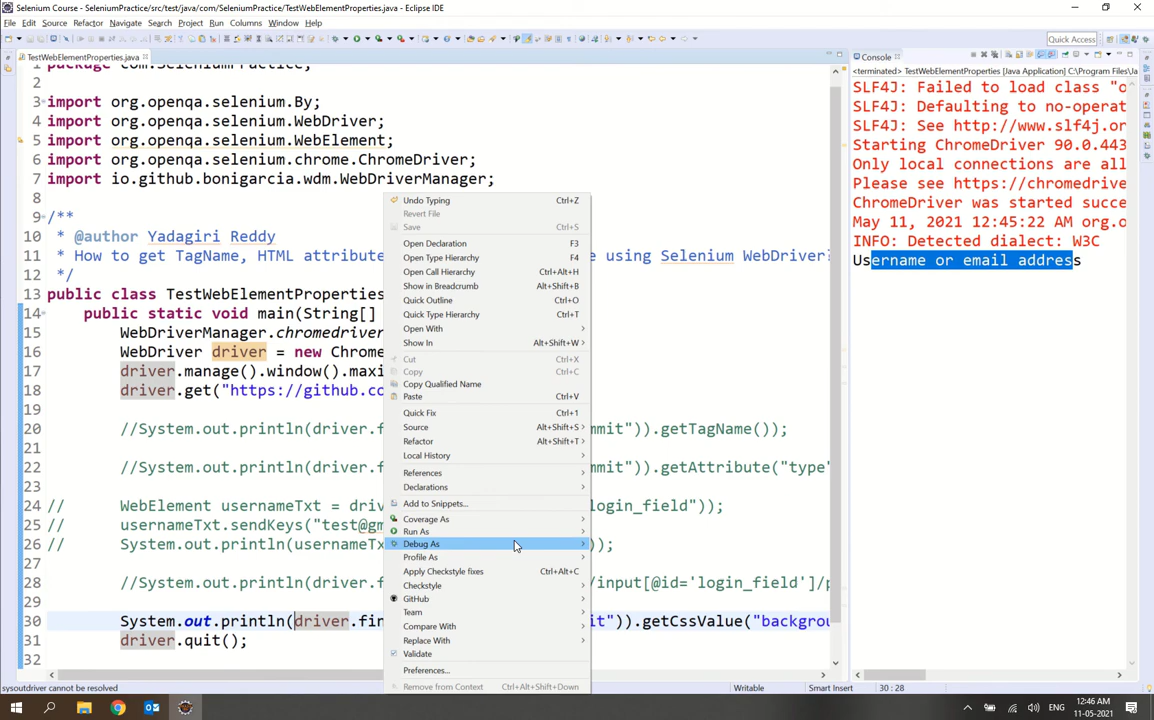 Selenium Course - SeleniumPractice/src/test/java/com/SeleniumPractice/TestWebElementProperties.java - Eclipse IDE
File Edit Source Refactor Navigate Search Project Run Columns Window Help
Quick Access
TestWebElementProperties.java
1 package com.SeleniumPractice;
2
3 import org.openqa.selenium.By;
4 import org.openqa.selenium.WebDriver;
5 import org.openqa.selenium.WebElement;
6 import org.openqa.selenium.chrome.ChromeDriver;
7 import io.github.bonigarcia.wdm.WebDriverManager;
8
9 /**
10 * @author Yadagiri Reddy
11 * How to get TagName, HTML attribute e using Selenium WebDriver?
12 */
13 public class TestWebElementProperties
14 public static void main(String[]
15 WebDriverManager.chromedriver
16 WebDriver driver = new Chrome
17 driver.manage().window().maxi
18 driver.get("https://github.co
19
20 //System.out.println(driver.f mmit")).getTagName());
21
22 //System.out.println(driver.f mmit")).getAttribute("type"
23
24 // WebElement usernameTxt = driv login_field"));
25 // usernameTxt.sendKeys("test@gm
26 // System.out.println(usernameT ));
27
28 //System.out.println(driver.f /input[@id='login_field']/p
29
30 System.out.println(driver.fin it")).getCssValue("backgrou
31 driver.quit();
32
Undo Typing Ctrl+Z
Revert File
Save Ctrl+S
Open Declaration F3
Open Type Hierarchy F4
Open Call Hierarchy Ctrl+Alt+H
Show in Breadcrumb Alt+Shift+B
Quick Outline Ctrl+O
Quick Type Hierarchy Ctrl+T
Open With
Show In Alt+Shift+W
Cut Ctrl+X
Copy Ctrl+C
Copy Qualified Name
Paste Ctrl+V
Quick Fix Ctrl+1
Source Alt+Shift+S
Refactor Alt+Shift+T
Local History
References
Declarations
Add to Snippets...
Coverage As
Run As
Debug As
Profile As
Apply Checkstyle fixes Ctrl+Alt+C
Checkstyle
GitHub
Team
Compare With
Replace With
Validate
Preferences...
Remove from Context Ctrl+Alt+Shift+Down
Console
<terminated> TestWebElementProperties [Java Application] C:\Program Files\Ja
SLF4J: Failed to load class "o
SLF4J: Defaulting to no-operat
SLF4J: See http://www.slf4j.or
Starting ChromeDriver 90.0.443
Only local connections are all
Please see https://chromedrive
ChromeDriver was started succe
May 11, 2021 12:45:22 AM org.o
INFO: Detected dialect: W3C
Username or email address
sysoutdriver cannot be resolved
Writable Smart Insert 30 : 28
ENG 12:46 AM
11-05-2021